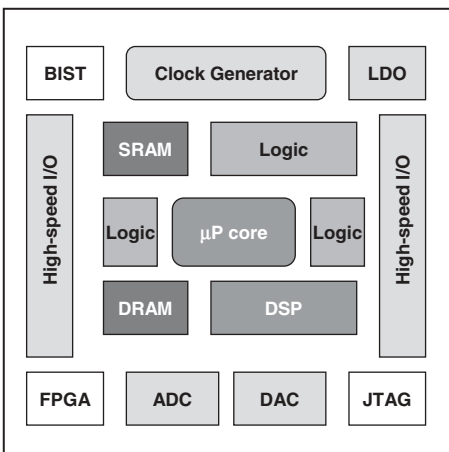 BIST
Clock Generator
LDO
High-speed I/O
SRAM
Logic
High-speed I/O
Logic
μP core
Logic
DRAM
DSP
FPGA
ADC
DAC
JTAG